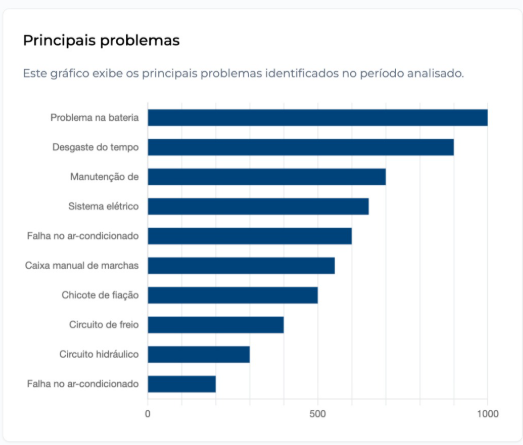 Principais problemas
Este gráfico exibe os principais problemas identificados no período analisado.
Problema na bateria
Desgaste do tempo
Manutenção de
Sistema elétrico
Falha no ar-condicionado
Caixa manual de marchas
Chicote de fiação
Circuito de freio
Circuito hidráulico
Falha no ar-condicionado
0 500 1000